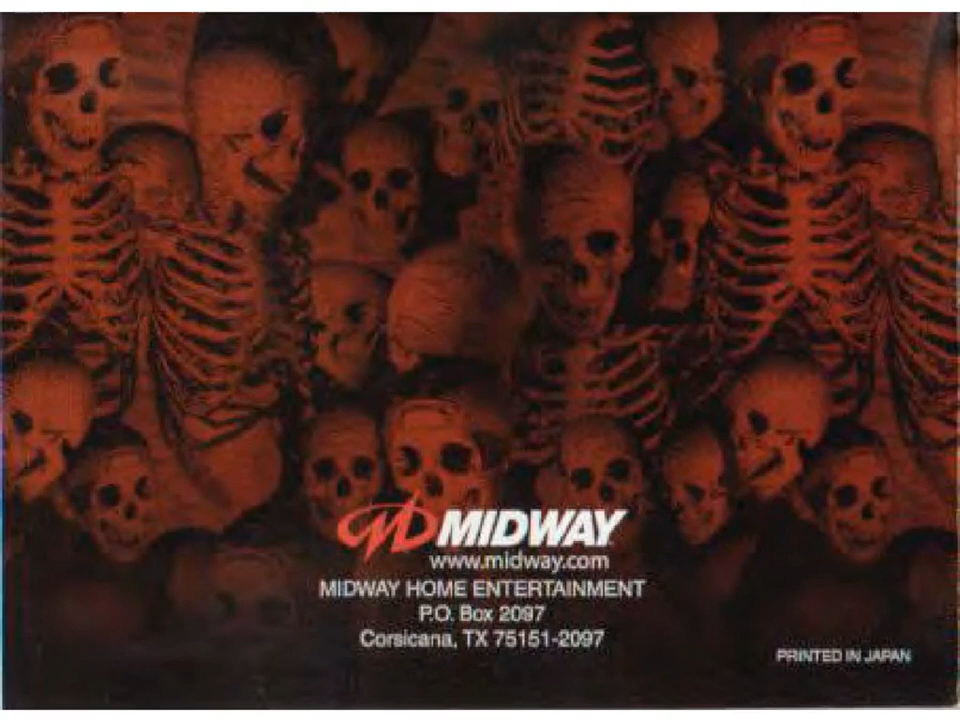 MIDWAY
www.midway.com
MIDWAY HOME ENTERTAINMENT
P.O. Box 2097
Corsicana, TX 75151-2097
PRINTED IN JAPAN